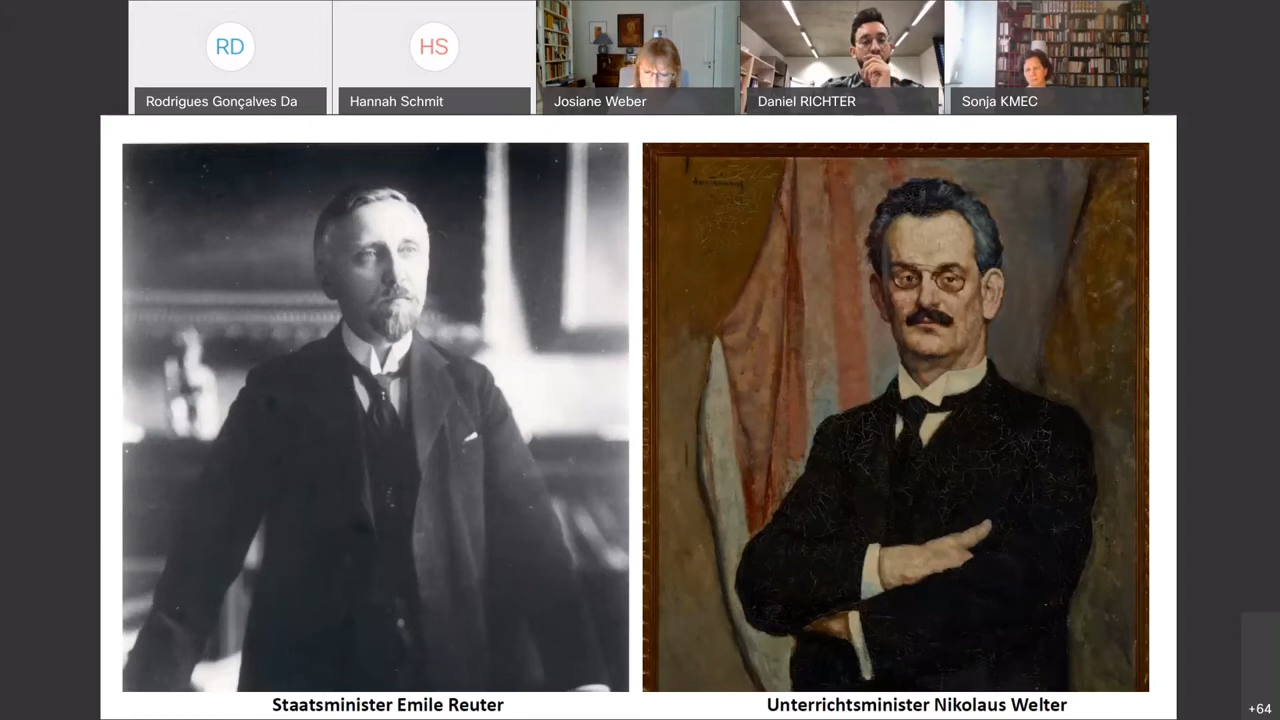 RD
HS
Rodrigues Gonçalves Da
Hannah Schmit
Josiane Weber
Daniel RICHTER
Sonja KMEC
Staatsminister Emile Reuter
Unterrichtsminister Nikolaus Welter
+64